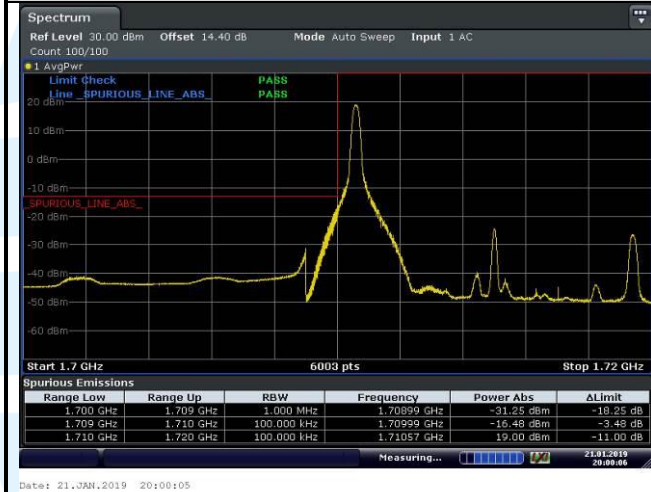 Spectrum
Ref Level 30.00 dBm Offset 14.40 dB Mode Auto Sweep Input 1 AC
Count 100/100
1 AvgPwr
Limit Check PASS
Line _SPURIOUS_LINE_ABS_ PASS
20 dBm
10 dBm
0 dBm
-10 dBm
_SPURIOUS_LINE_ABS_
-20 dBm
-30 dBm
-40 dBm
-50 dBm
-60 dBm
Start 1.7 GHz 6003 pts Stop 1.72 GHz
Spurious Emissions
Range Low Range Up RBW Frequency Power Abs ΔLimit
1.700 GHz 1.709 GHz 1.000 MHz 1.70899 GHz -31.25 dBm -18.25 dB
1.709 GHz 1.710 GHz 100.000 kHz 1.70999 GHz -16.48 dBm -3.48 dB
1.710 GHz 1.720 GHz 100.000 kHz 1.71057 GHz 19.00 dBm -11.00 dB
Measuring... 21.01.2019
20:00:06
Date: 21.JAN.2019 20:00:05